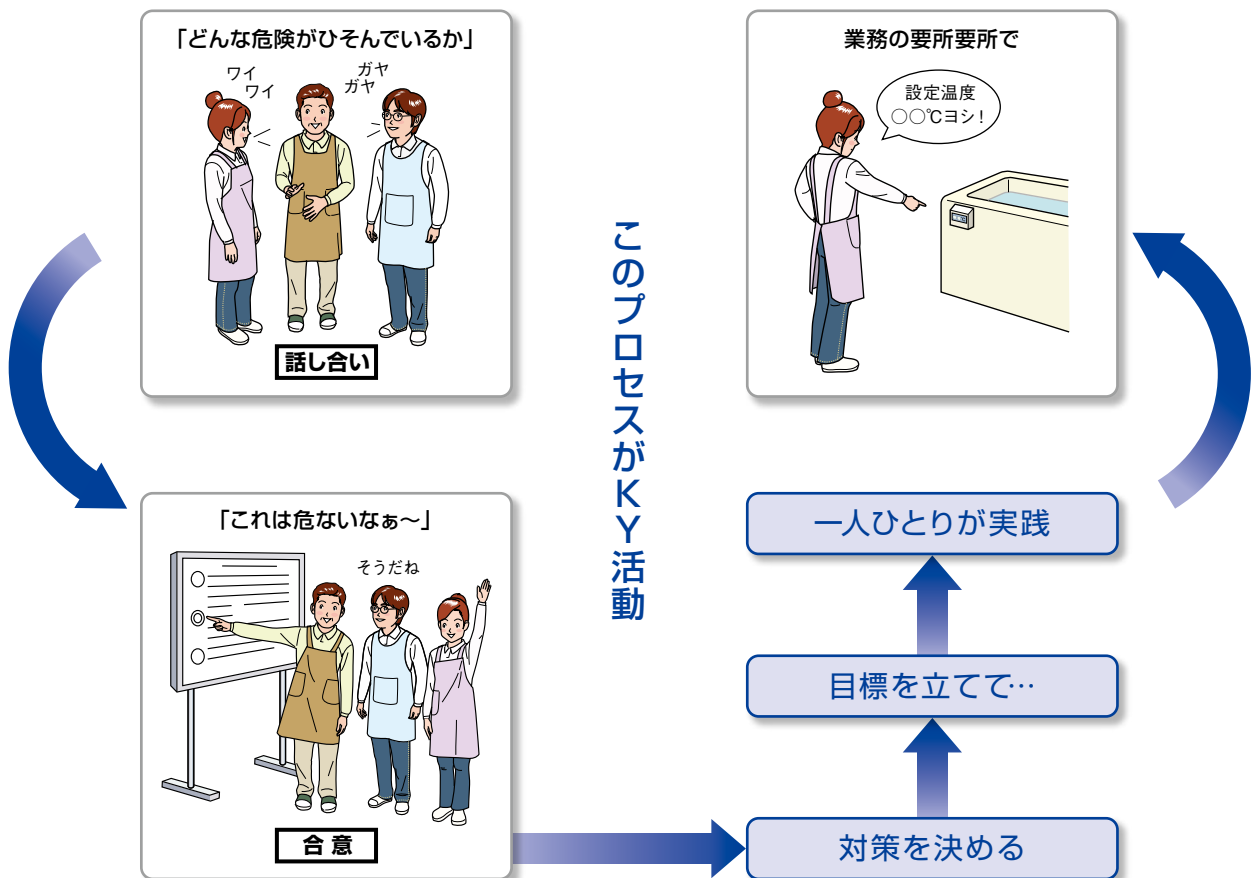 「どんな危険がひそんでいるか」
ワイ
ワイ
ガヤ
ガヤ
話し合い
「これは危ないなぁ〜」
そうだね
合意
このプロセスがKY活動
対策を決める
目標を立てて…
一人ひとりが実践
業務の要所要所で
設定温度
○○℃ヨシ!